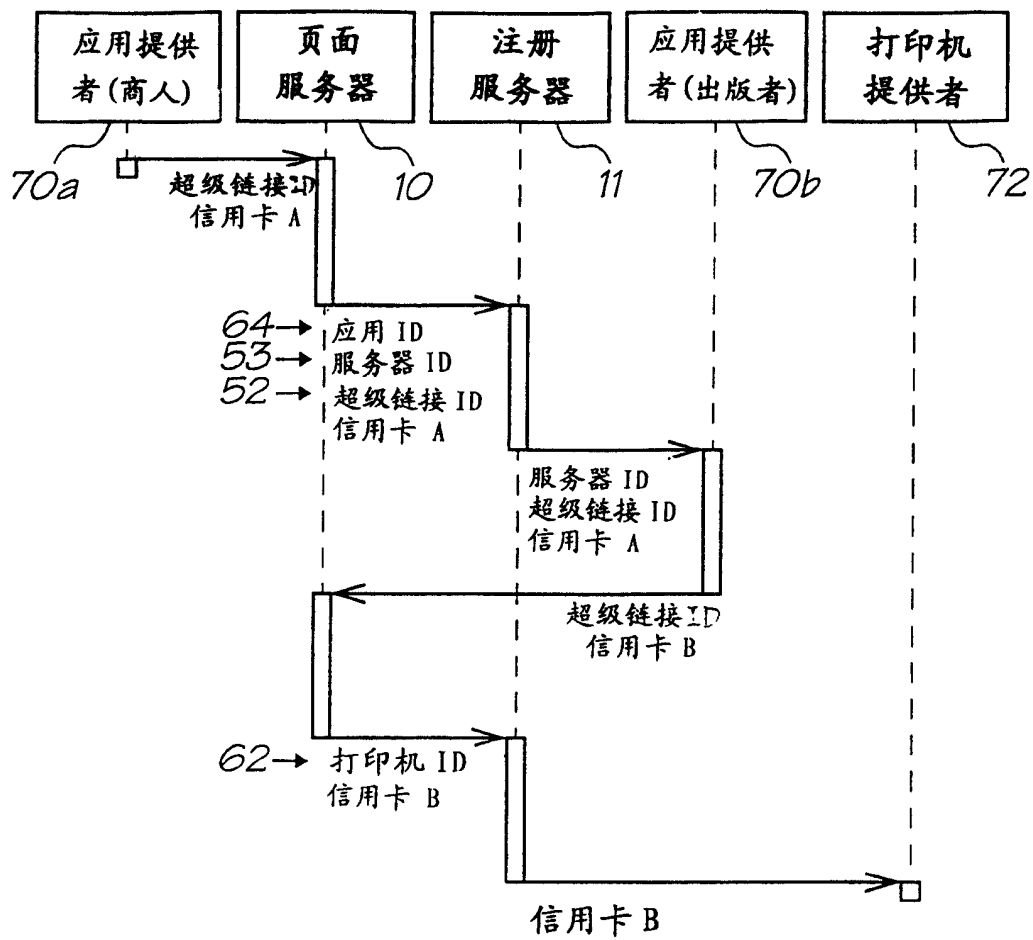 应用提供
者(商人)
页面
服务器
注册
服务器
应用提供
者(出版者)
打印机
提供者
70a
10
11
70b
72
超级链接ID
信用卡 A
64→ 应用 ID
53→ 服务器 ID
52→ 超级链接 ID
信用卡 A
服务器 ID
超级链接 ID
信用卡 A
超级链接ID
信用卡 B
62→ 打印机 ID
信用卡 B
信用卡 B